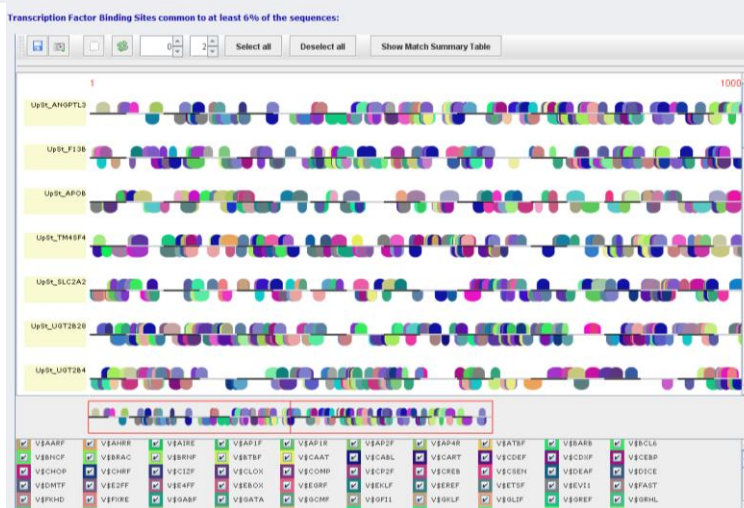 Transcription Factor Binding Sites common to at least 6% of the sequences:
0 2 Select all Deselect all Show Match Summary Table
1 1000
UpSt_ANGPTL3
UpSt_F13B
UpSt_APOB
UpSt_TM4SF4
UpSt_SLC2A2
UpSt_UGT2B28
UpSt_UGT2B4
V$AARF V$AHRR V$AIRE V$AP1F V$AP1R V$AP2F V$AP4R V$ATBF V$BARB V$BCL6
V$BNCF V$BRAC V$BRNF V$BTBF V$CAAT V$CABL V$CART V$CDEF V$CDXF V$CEBP
V$CHOP V$CHRF V$CIZF V$CLOX V$COMP V$CP2F V$CREB V$CSEN V$DEAF V$DICE
V$DMTF V$E2FF V$E4FF V$EBOX V$EGRF V$EKLF V$EREF V$ETSF V$EVI1 V$FAST
V$FKHD V$FXRE V$GABF V$GATA V$GCMF V$GFI1 V$GKLF V$GLIF V$GREF V$GRHL